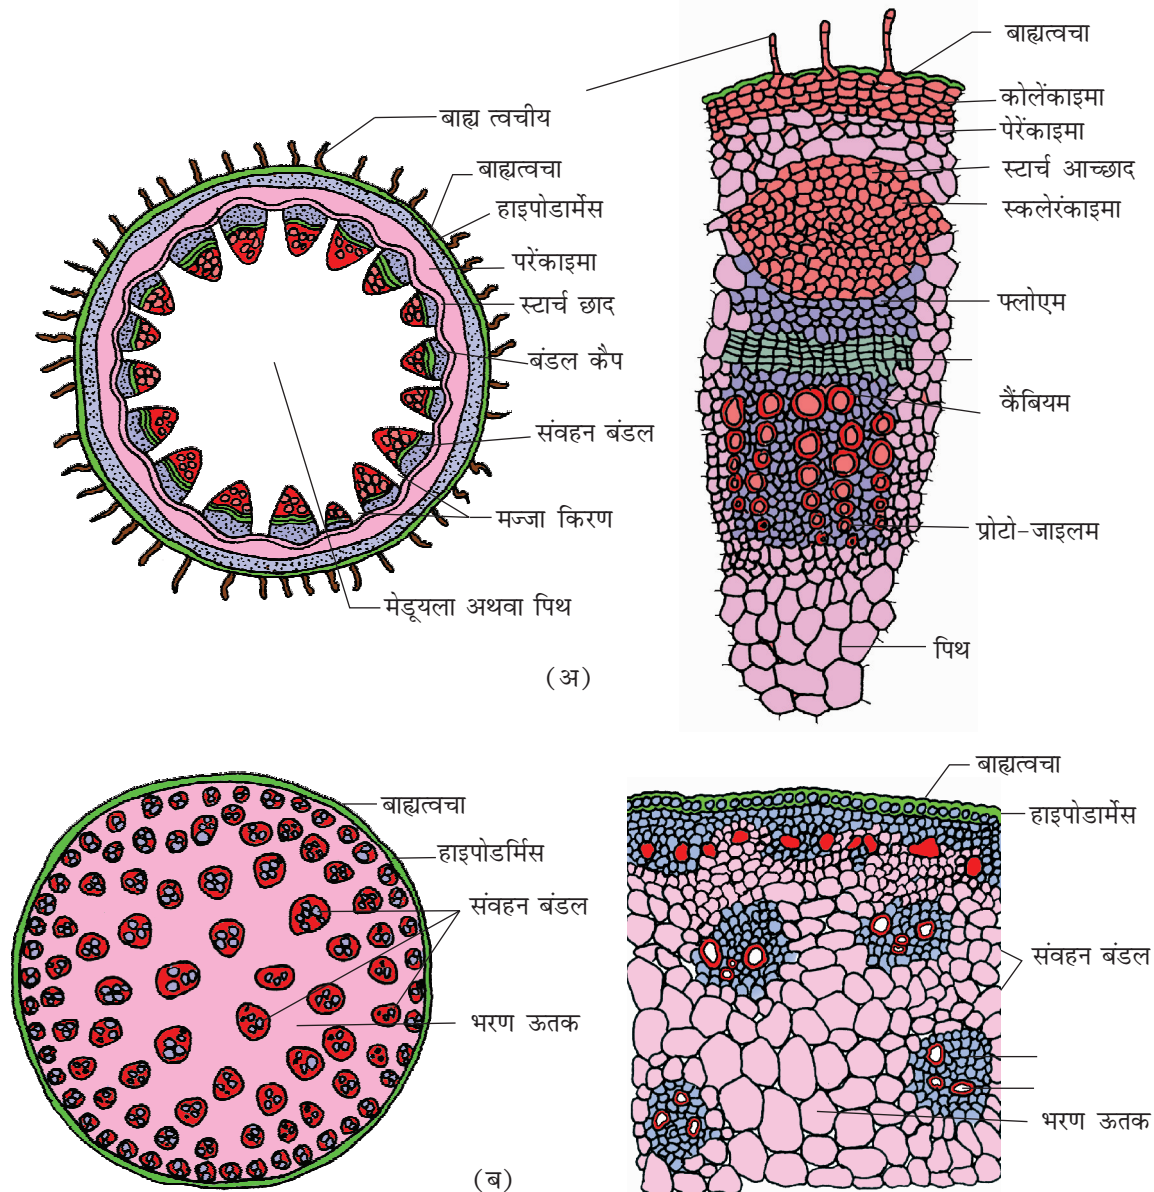 बाह्य त्वचीय
बाह्यत्वचा
हाइपोडार्मेस
परेंकाइमा
स्टार्च छाद
बंडल कैप
संवहन बंडल
मज्जा किरण
मेडूयला अथवा पिथ
बाह्यत्वचा
कोलेंकाइमा
पेरेंकाइमा
स्टार्च आच्छाद
स्कलेरंकाइमा
फ्लोएम
कैंबियम
प्रोटो-जाइलम
पिथ
(अ)
बाह्यत्वचा
हाइपोडर्मिस
संवहन बंडल
भरण ऊतक
बाह्यत्वचा
हाइपोडार्मेस
संवहन बंडल
भरण ऊतक
(ब)